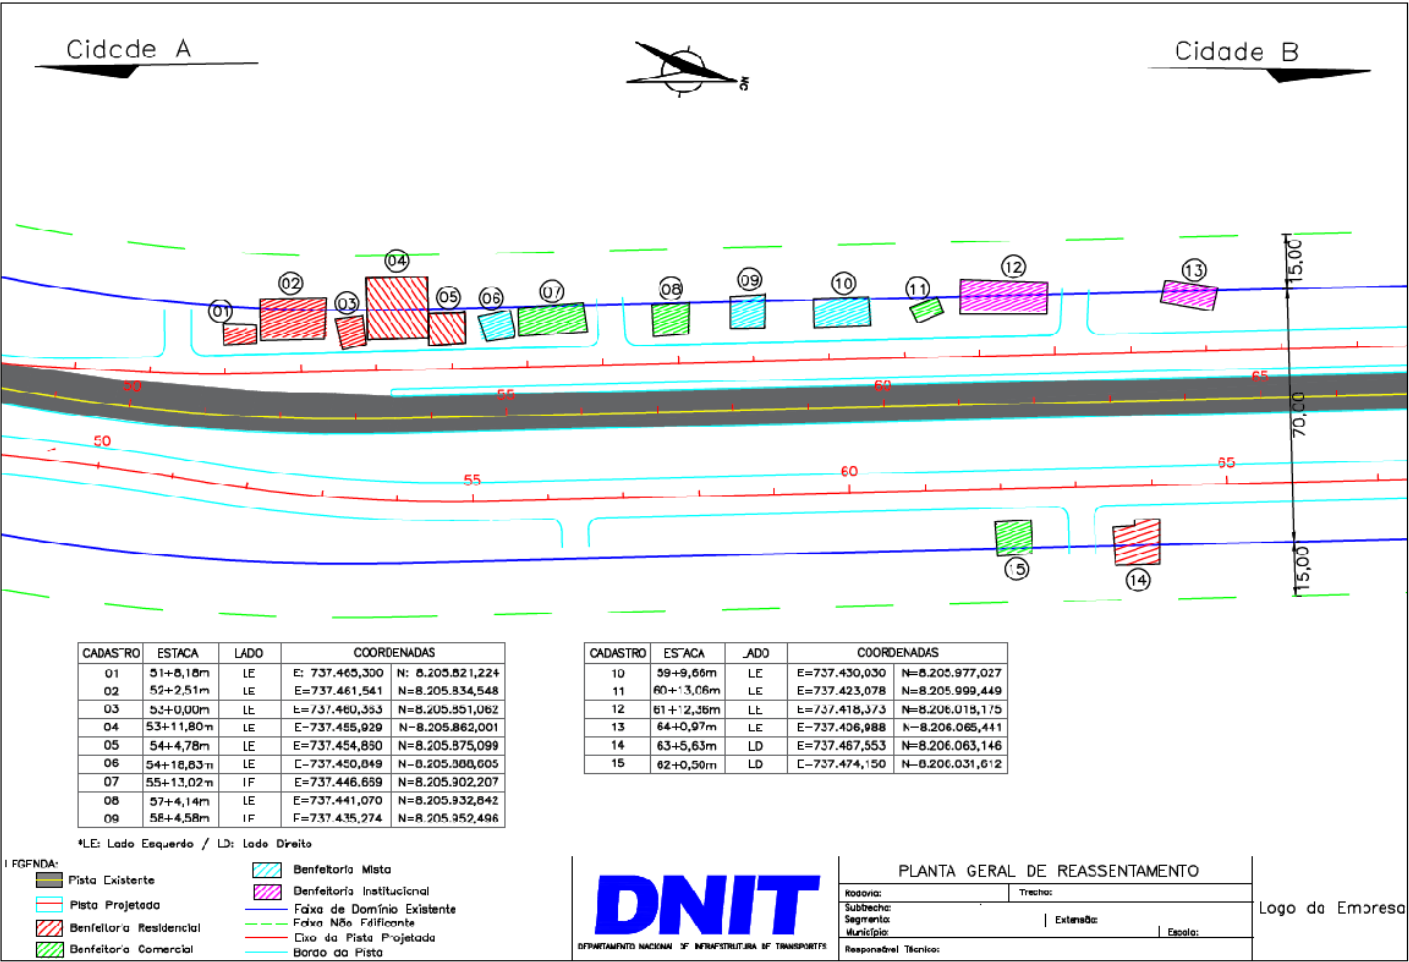 Cidcde A
Cidade B
04
02
03
01
05
06
07
08
09
10
11
12
13
15,00
50
55
60
65
70,00
50
55
60
65
15
14
15,00
CADASTRO ESTACA LADO COORDENADAS
01 51+8,18m LE E: 737.465,300 N: 8.205.821,224
02 52+2,51m LE E=737.461,541 N=8.205.834,548
03 53+0,00m LE E=737.460,363 N=8.205.851,062
04 53+11,80m LE E=737.455,929 N=8.205.862,001
05 54+4,78m LE E=737.454,860 N=8.205.875,099
06 54+18,83m LE E=737.450,849 N=8.205.888,605
07 55+13,02m LE E=737.446,669 N=8.205.902,207
08 57+4,14m LE E=737.441,070 N=8.205.932,842
09 58+4,58m LE E=737.435,274 N=8.205.952,496
*LE: Lado Esquerdo / LD: Lado Direito
CADASTRO ESTACA LADO COORDENADAS
10 59+9,66m LE E=737.430,030 N=8.205.977,027
11 60+13,06m LE E=737.423,078 N=8.205.999,449
12 61+12,36m LE E=737.418,373 N=8.206.018,175
13 64+0,97m LE E=737.406,988 N=8.206.065,441
14 63+5,63m LD E=737.467,553 N=8.206.063,146
15 62+0,50m LD E=737.474,150 N=8.206.031,612
LEGENDA:
Pista Existente
Pista Projetada
Benfeitoria Residencial
Benfeitoria Comercial
Benfeitoria Mista
Benfeitoria Institucional
Faixa de Domínio Existente
Faixa Não Edificante
Eixo da Pista Projetada
Bordo da Pista
DNIT
DEPARTAMENTO NACIONAL DE INFRAESTRUTURA DE TRANSPORTES
PLANTA GERAL DE REASSENTAMENTO
Rodovia: Trecho:
Subtrecho:
Segmento: Extensão:
Município: Escala:
Responsável Técnico:
Logo da Empresa